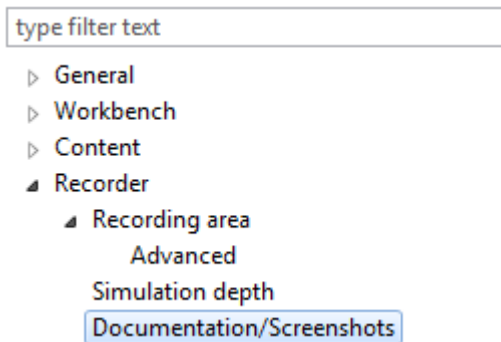 type filter text
General
Workbench
Content
Recorder
Recording area
Advanced
Simulation depth
Documentation/Screenshots